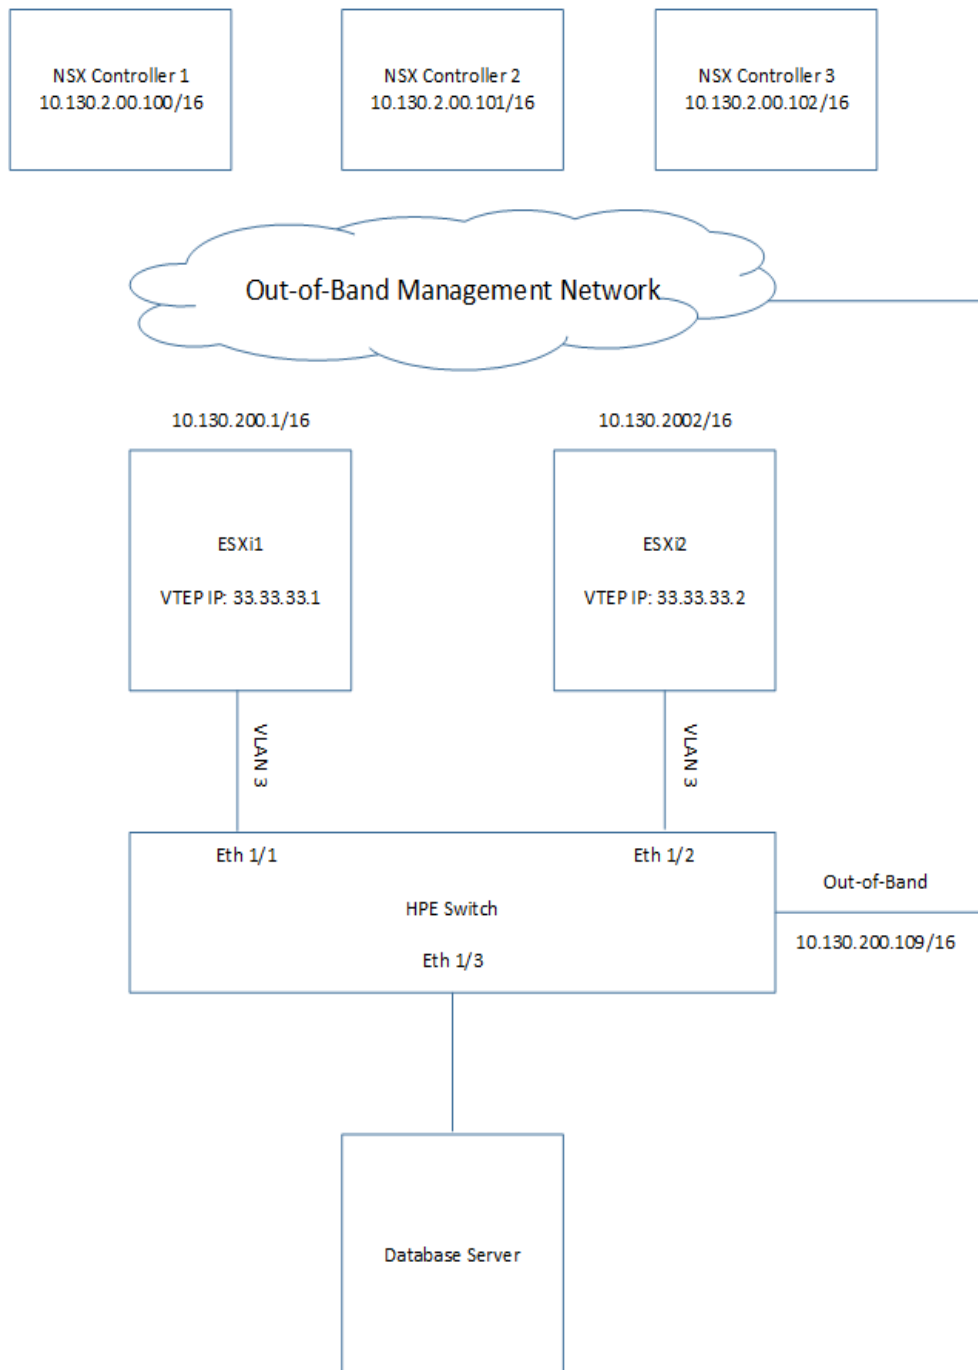 NSX Controller 1
10.130.2.00.100/16
NSX Controller 2
10.130.2.00.101/16
NSX Controller 3
10.130.2.00.102/16
Out-of-Band Management Network
10.130.200.1/16
10.130.2002/16
ESXi1
VTEP IP: 33.33.33.1
ESXi2
VTEP IP: 33.33.33.2
VLAN 3
VLAN 3
Eth 1/1
Eth 1/2
HPE Switch
Eth 1/3
Out-of-Band
10.130.200.109/16
Database Server